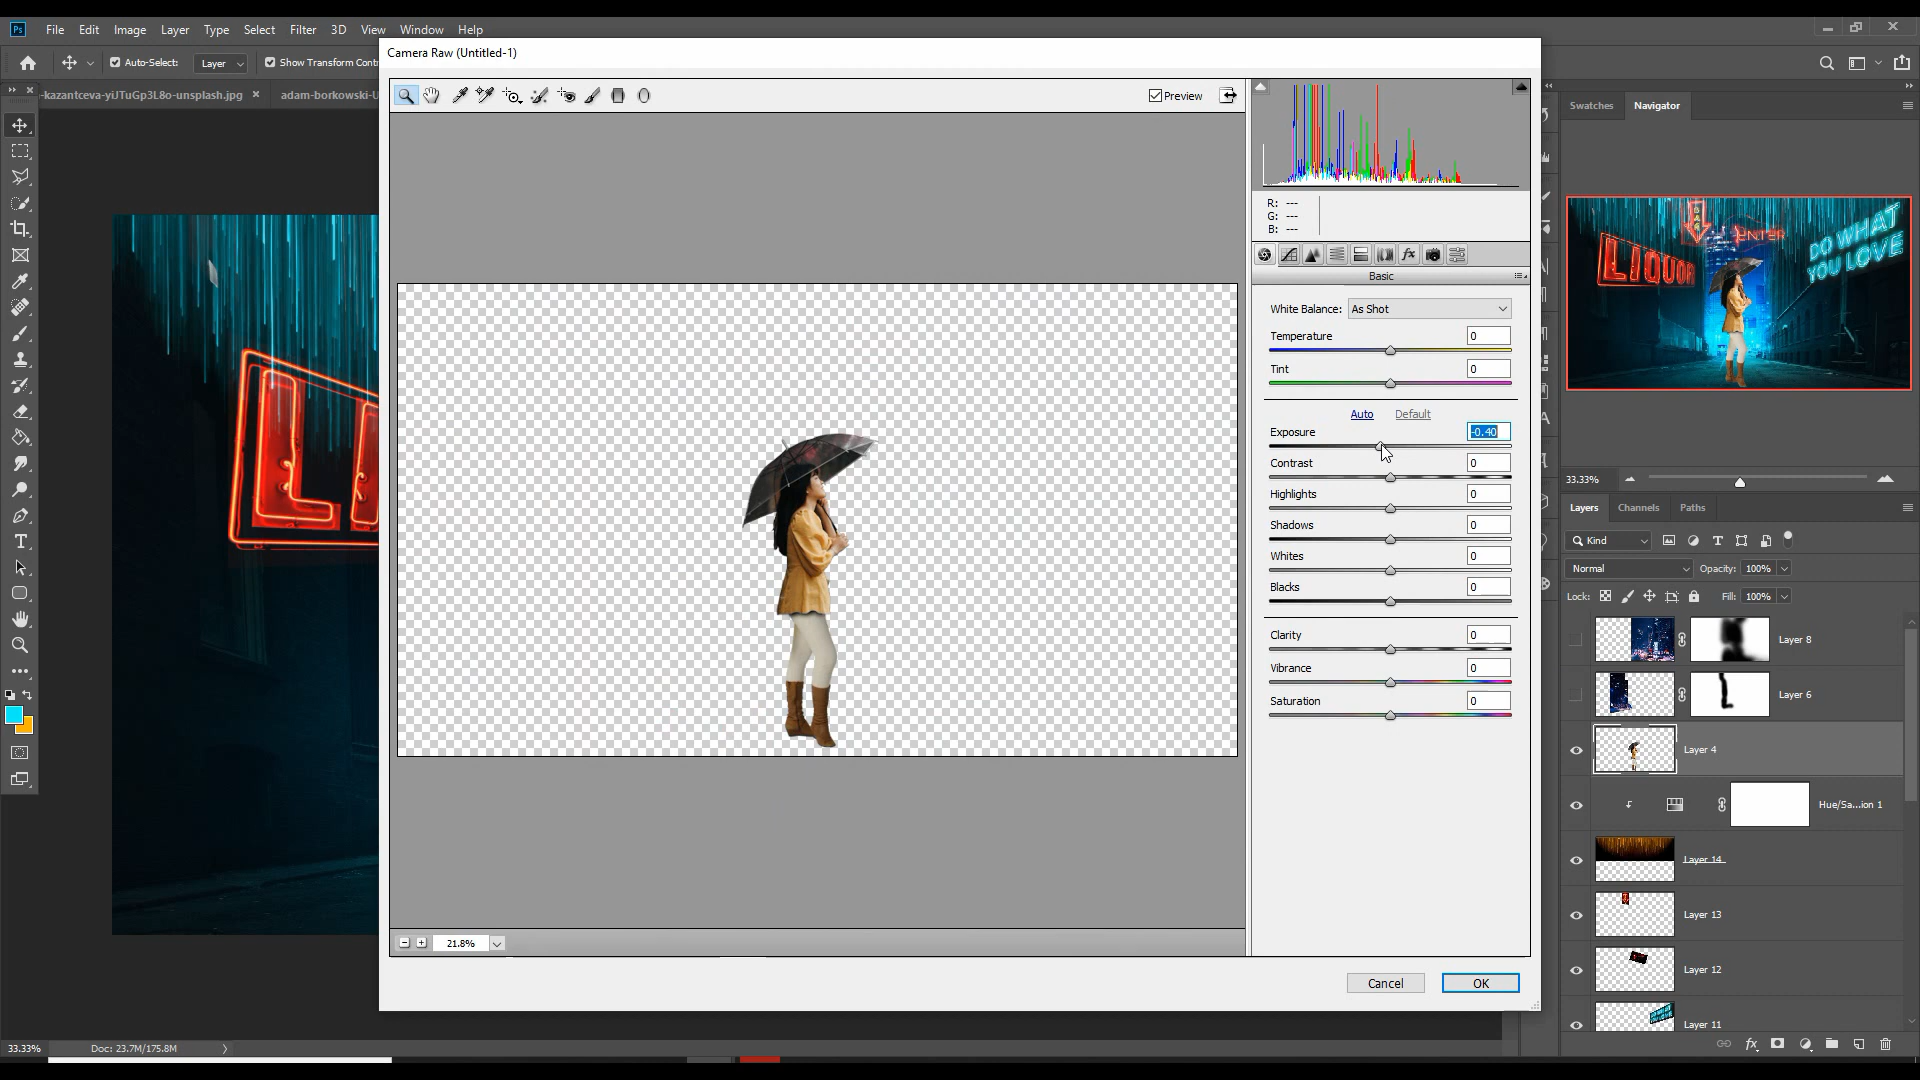 Ps File Edit Image Layer Type Select Filter 3D View Window Help
Camera Raw (Untitled-1)
Auto-Select: Layer Show Transform Cont
-kazantceva-yiJTuGp3L8o-unsplash.jpg × adam-borkowski-U
Preview
R: ---
G: ---
B: ---
Basic
White Balance: As Shot
Temperature 0
Tint 0
Auto Default
Exposure -0.40
Contrast 0
Highlights 0
Shadows 0
Whites 0
Blacks 0
Clarity 0
Vibrance 0
Saturation 0
21.8%
Cancel OK
Swatches Navigator
BAR
ENTER
LIQUOR
DO WHAT
YOU LOVE
33.33%
Layers Channels Paths
Kind
Normal Opacity: 100%
Lock: Fill: 100%
Layer 8
Layer 6
Layer 4
Hue/Sa...ion 1
Layer 14
Layer 13
Layer 12
Layer 11
33.33% Doc: 23.7M/175.8M